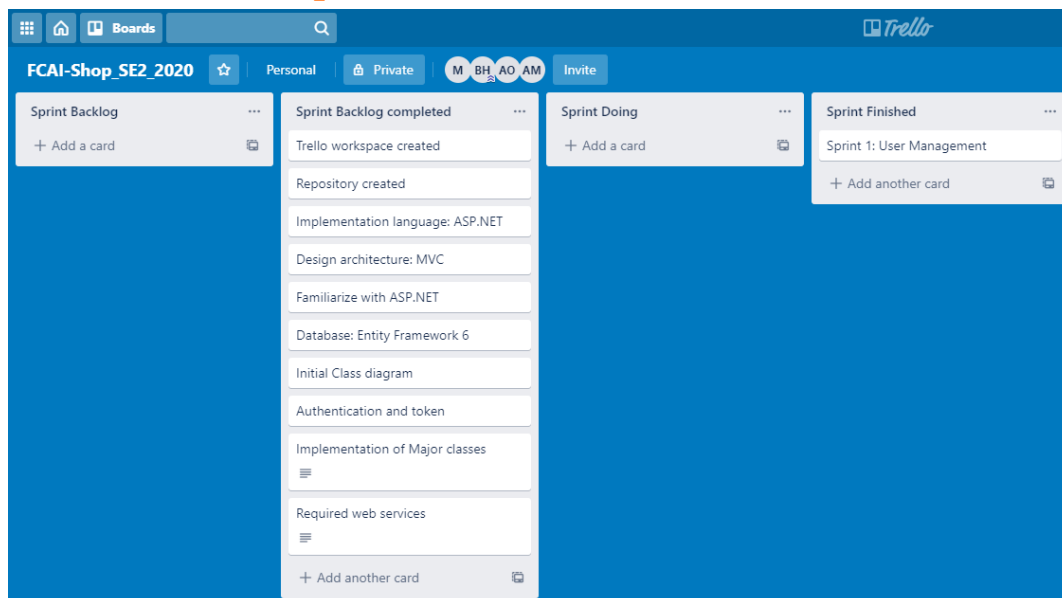 Boards
Trello
FCAI-Shop_SE2_2020
Personal
Private
M BH AO AM
Invite
Sprint Backlog
+ Add a card
Sprint Backlog completed
Trello workspace created
Repository created
Implementation language: ASP.NET
Design architecture: MVC
Familiarize with ASP.NET
Database: Entity Framework 6
Initial Class diagram
Authentication and token
Implementation of Major classes
Required web services
+ Add another card
Sprint Doing
+ Add a card
Sprint Finished
Sprint 1: User Management
+ Add another card